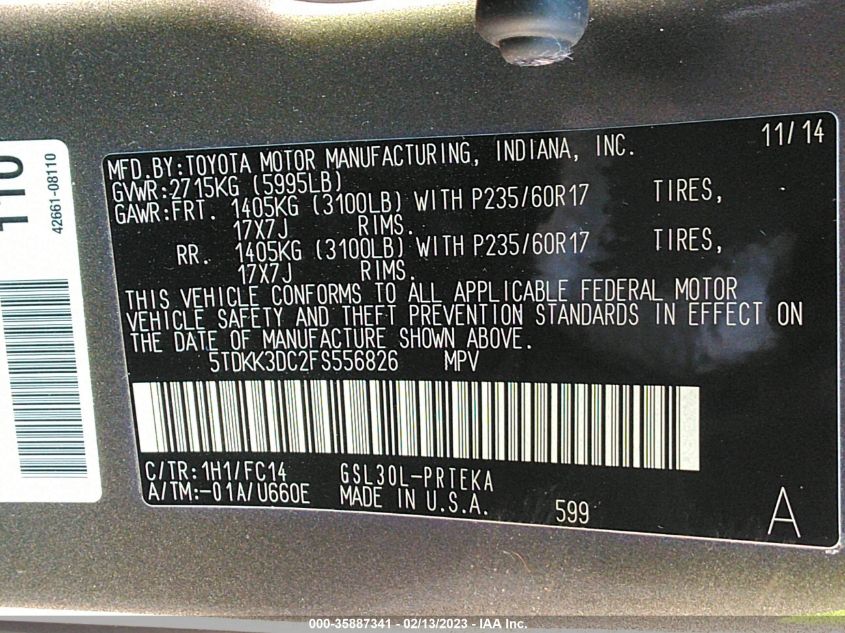 110
42661-08110
MFD.BY:TOYOTA MOTOR MANUFACTURING, INDIANA, INC. 11/14
GVWR:2715KG (5995LB)
GAWR:FRT. 1405KG (3100LB) WITH P235/60R17 TIRES,
17X7J RIMS.
RR. 1405KG (3100LB) WITH P235/60R17 TIRES,
17X7J RIMS.
THIS VEHICLE CONFORMS TO ALL APPLICABLE FEDERAL MOTOR
VEHICLE SAFETY AND THEFT PREVENTION STANDARDS IN EFFECT ON
THE DATE OF MANUFACTURE SHOWN ABOVE.
5TDKK3DC2FS556826 MPV
C/TR:1H1/FC14 GSL30L-PRTEKA
A/TM:-01A/U660E MADE IN U.S.A. 599 A
000-35887341 - 02/13/2023 - IAA Inc.